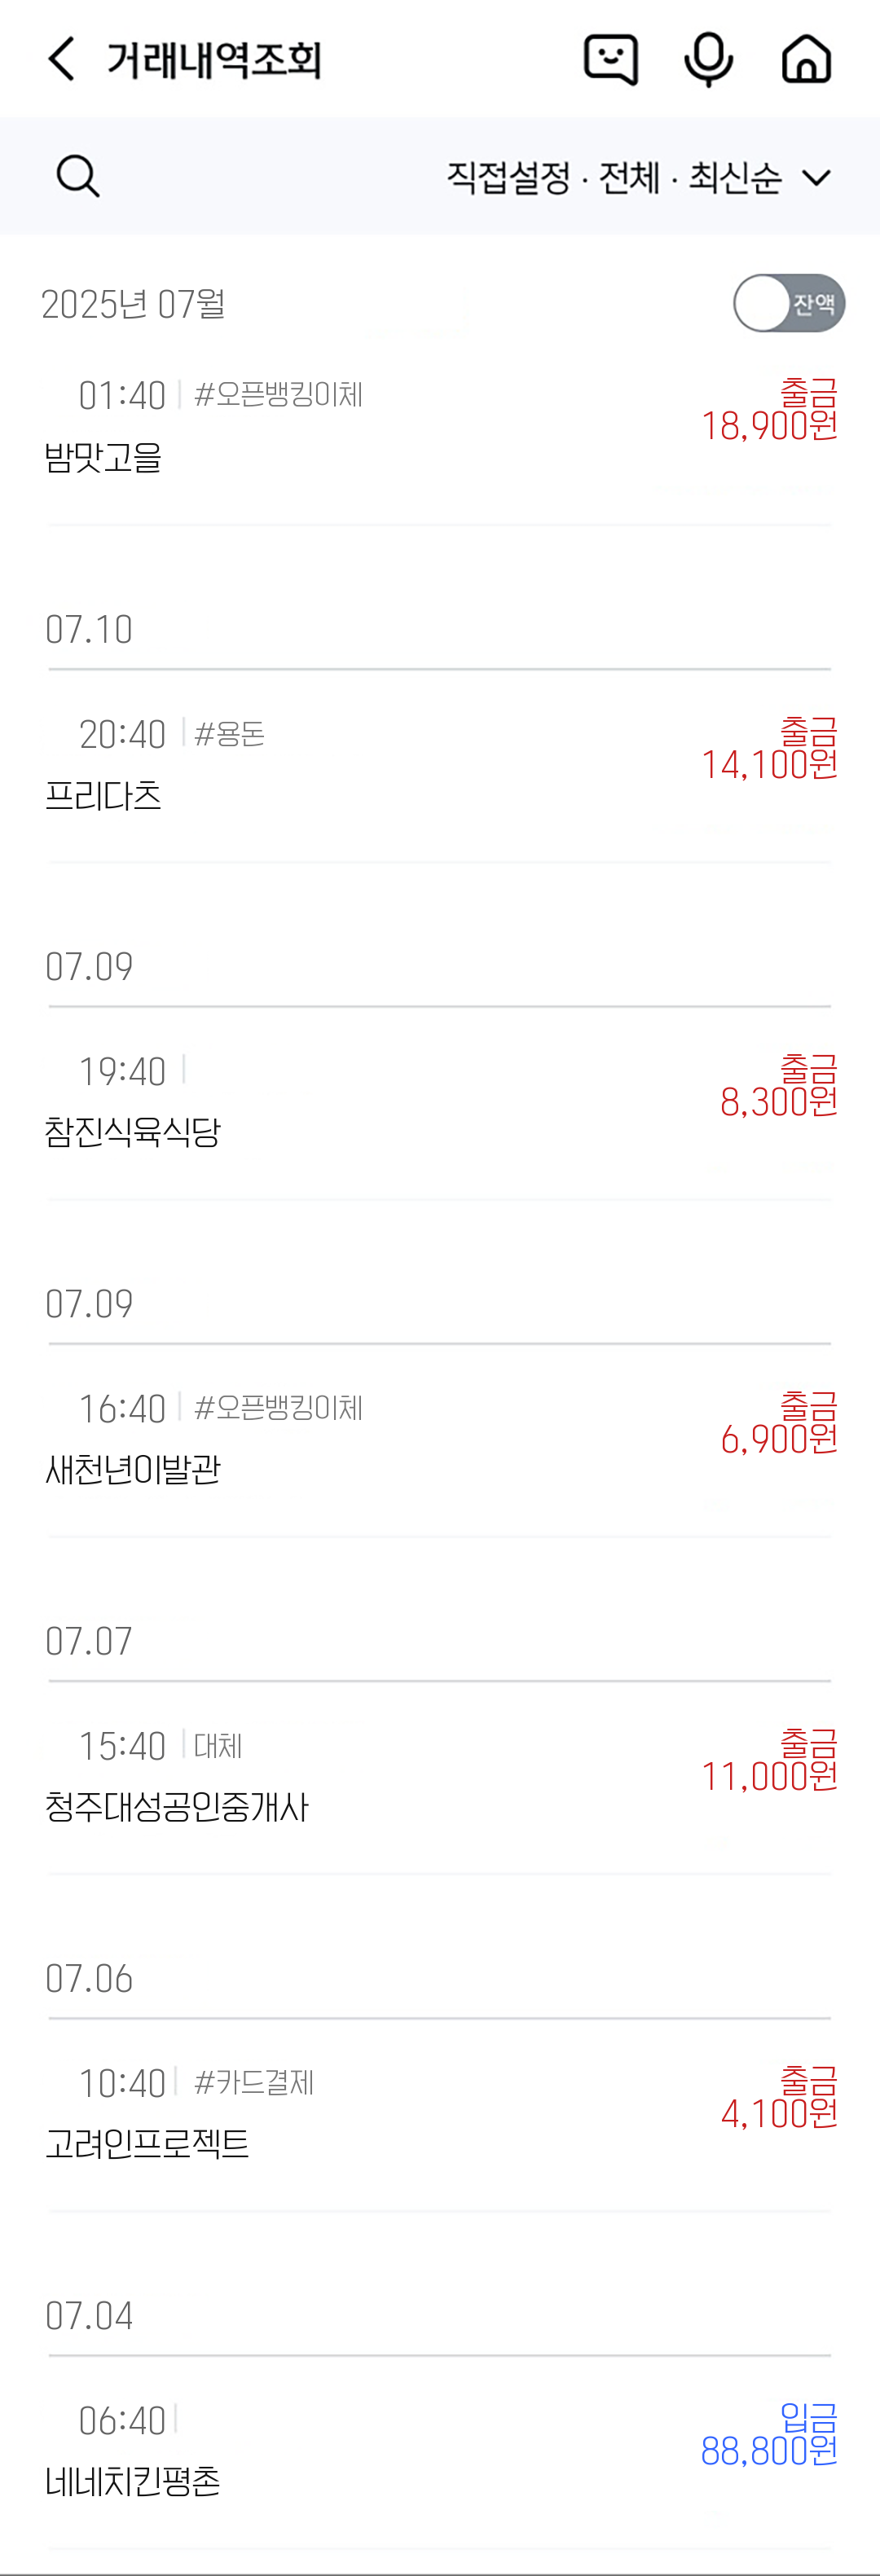 거래내역조회
직접설정 · 전체 · 최신순
2025년 07월
잔액
01:40 #오픈뱅킹이체
출금
18,900원
밤맛고을
07.10
20:40 #용돈
출금
14,100원
프리다츠
07.09
19:40
출금
8,300원
참진식육식당
07.09
16:40 #오픈뱅킹이체
출금
6,900원
새천년이발관
07.07
15:40 대체
출금
11,000원
청주대성공인중개사
07.06
10:40 #카드결제
출금
4,100원
고려인프로젝트
07.04
06:40
입금
88,800원
네네치킨평촌